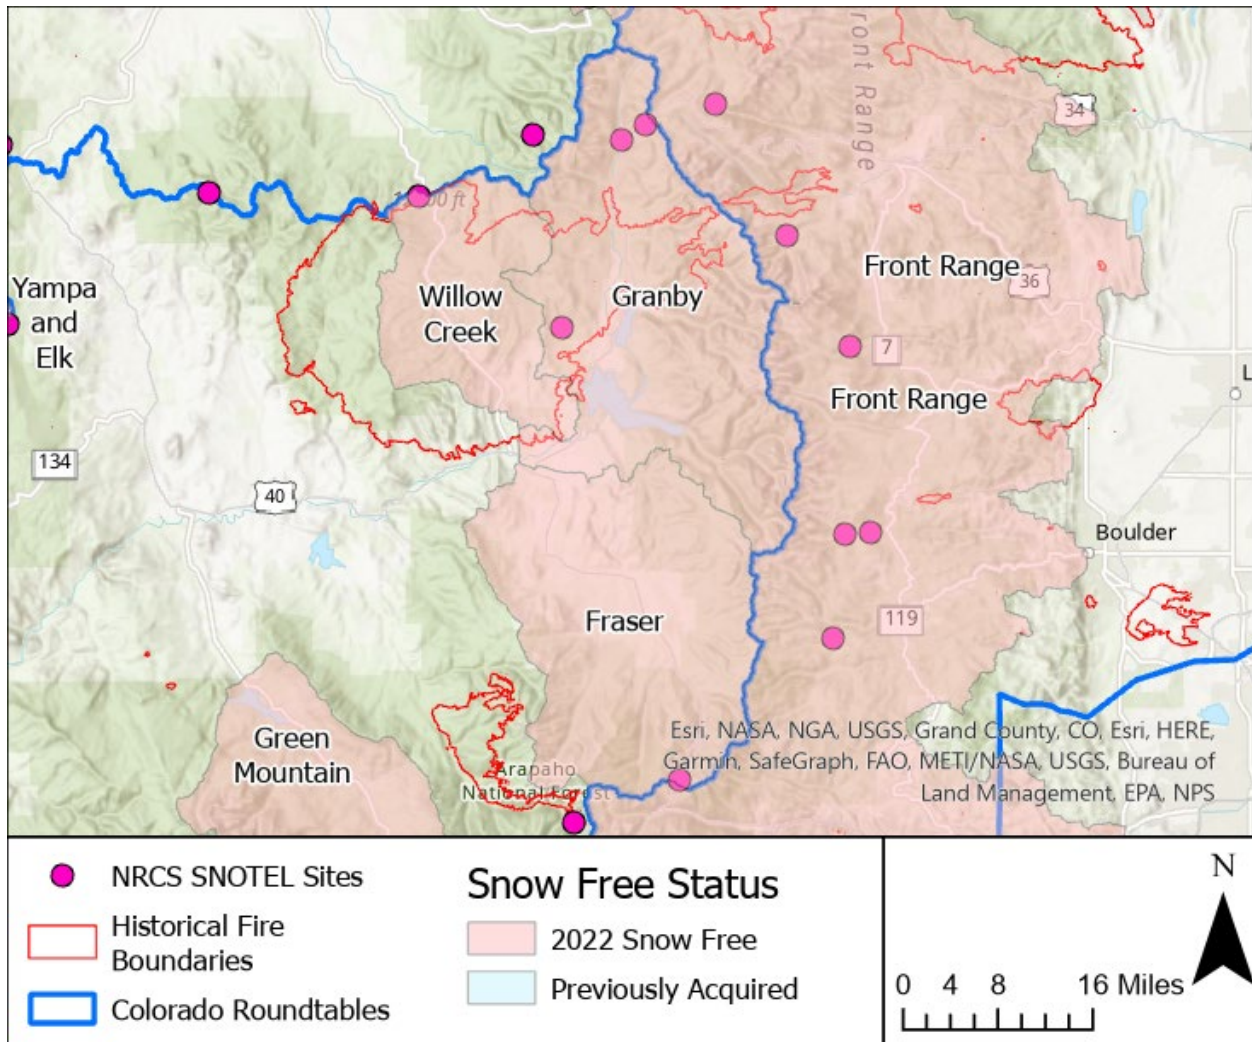 Front Range
34
1
00 ft
Yampa
and
Elk
Willow
Creek
Granby
Front Range
36
7
L
Front Range
134
40
Boulder
Fraser
119
Green
Mountain
Arapaho
National Forest
Esri, NASA, NGA, USGS, Grand County, CO, Esri, HERE,
Garmin, SafeGraph, FAO, METI/NASA, USGS, Bureau of
Land Management, EPA, NPS
NRCS SNOTEL Sites
Historical Fire
Boundaries
Colorado Roundtables
Snow Free Status
2022 Snow Free
Previously Acquired
N
0 4 8 16 Miles